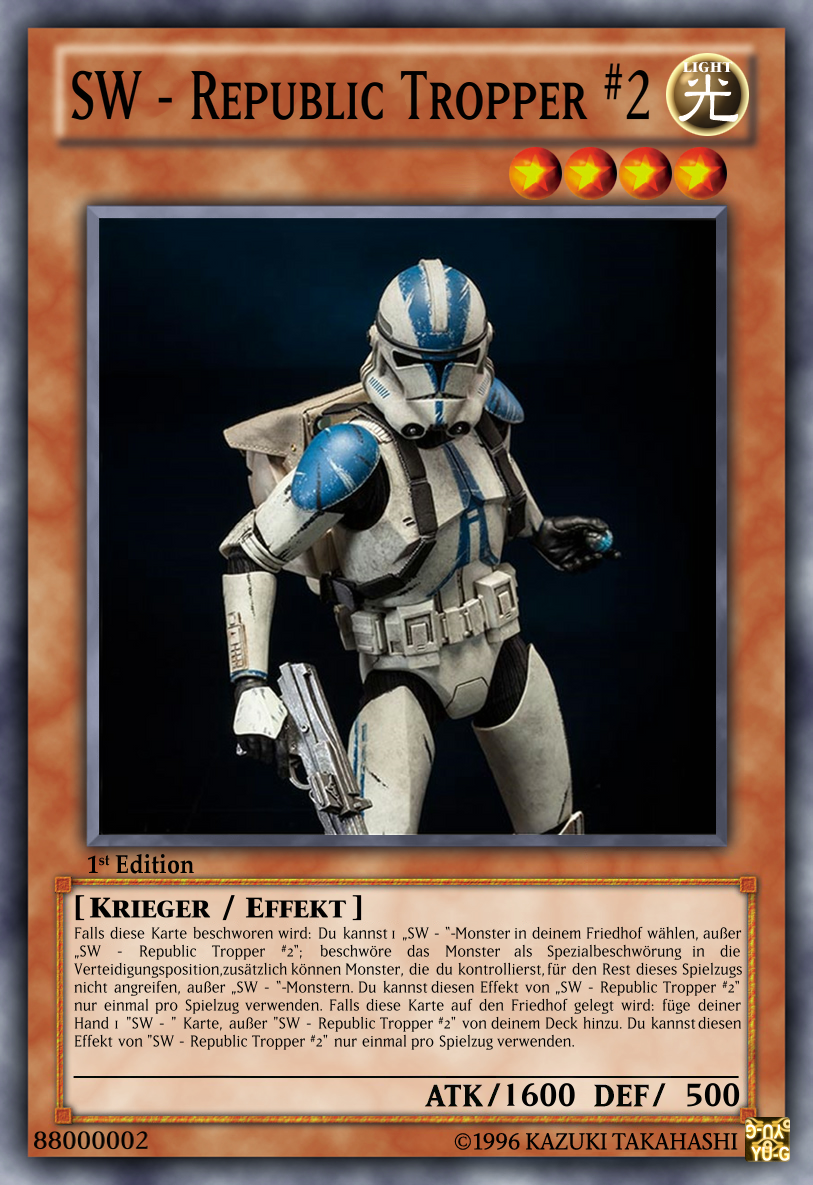 SW - Republic Tropper #2
LIGHT
光
1st Edition
[ Krieger / Effekt ]
Falls diese Karte beschworen wird: Du kannst 1 „SW - "-Monster in deinem Friedhof wählen, außer
„SW - Republic Tropper #2"; beschwöre das Monster als Spezialbeschwörung in die
Verteidigungsposition,zusätzlich können Monster, die du kontrollierst, für den Rest dieses Spielzugs
nicht angreifen, außer „SW - "-Monstern. Du kannst diesen Effekt von „SW - Republic Tropper #2"
nur einmal pro Spielzug verwenden. Falls diese Karte auf den Friedhof gelegt wird: füge deiner
Hand 1 "SW - " Karte, außer "SW - Republic Tropper #2" von deinem Deck hinzu. Du kannst diesen
Effekt von "SW - Republic Tropper #2" nur einmal pro Spielzug verwenden.
ATK/1600 DEF/ 500
88000002 ©1996 KAZUKI TAKAHASHI